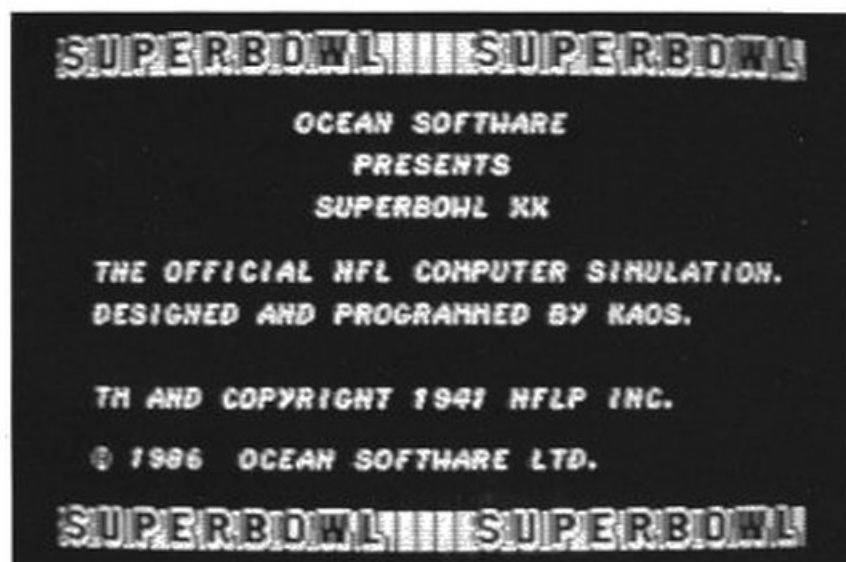 SUPERBOWL SUPERBOWL
OCEAN SOFTWARE
PRESENTS
SUPERBOWL XX
THE OFFICIAL NFL COMPUTER SIMULATION.
DESIGNED AND PROGRAMMED BY KAOS.
TM AND COPYRIGHT 1941 NFLP INC.
© 1986 OCEAN SOFTWARE LTD.
SUPERBOWL SUPERBOWL